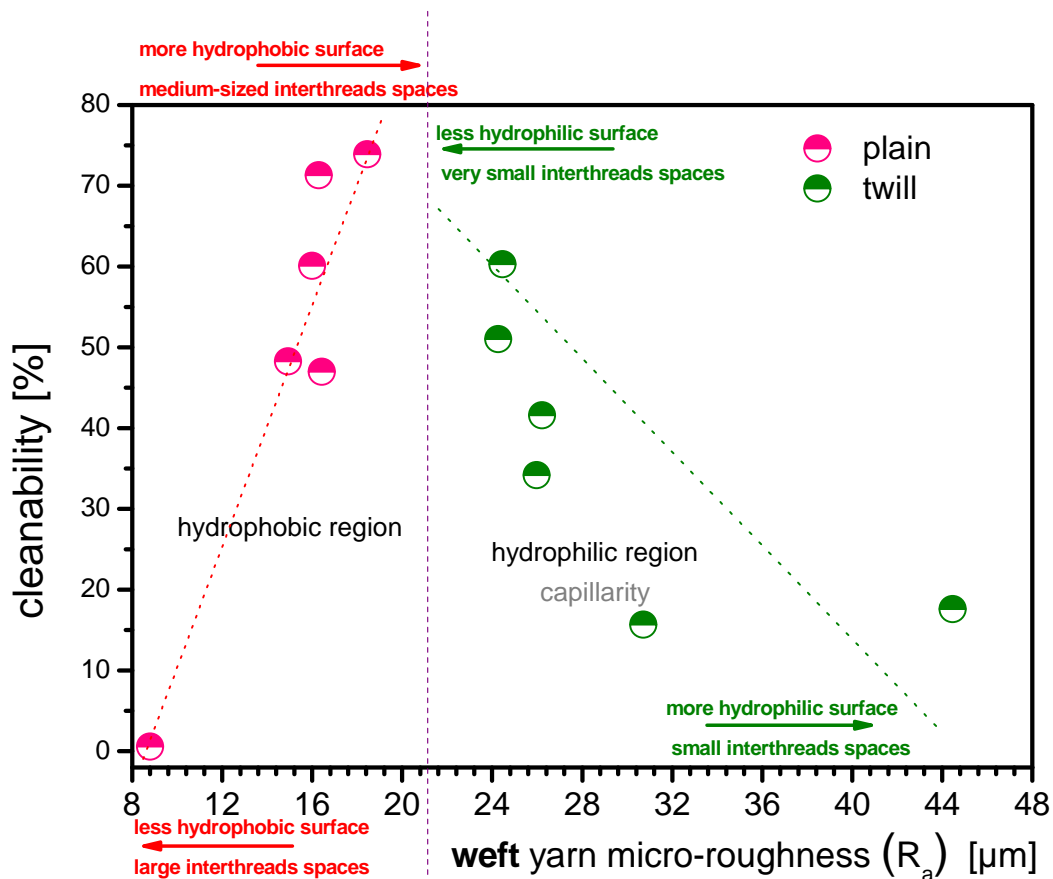 more hydrophobic surface
medium-sized interthreads spaces
less hydrophilic surface
very small interthreads spaces
plain
twill
80
70
60
50
40
30
20
10
0
cleanability [%]
hydrophobic region
hydrophilic region
capillarity
more hydrophilic surface
small interthreads spaces
8 12 16 20 24 28 32 36 40 44 48
less hydrophobic surface
large interthreads spaces
weft yarn micro-roughness (Ra) [µm]